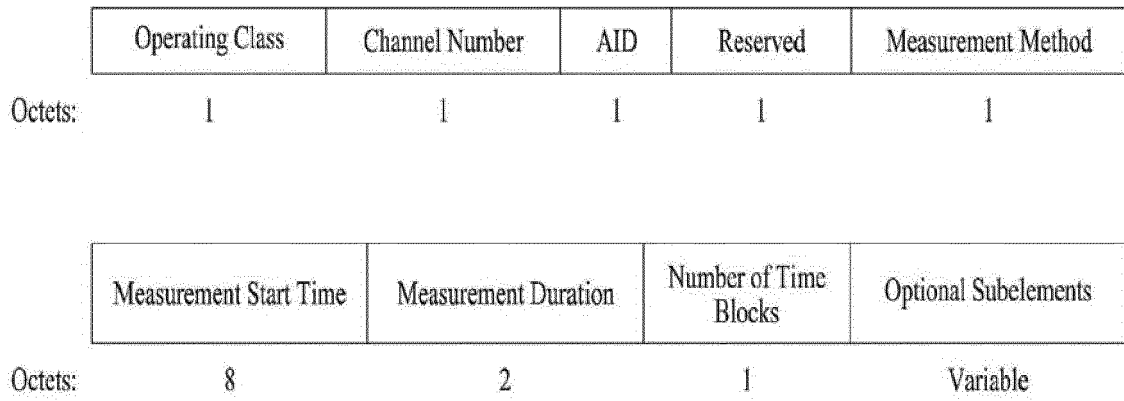 Operating Class Channel Number AID Reserved Measurement Method
Octets: 1 1 1 1 1
Measurement Start Time Measurement Duration Number of Time Blocks Optional Subelements
Octets: 8 2 1 Variable